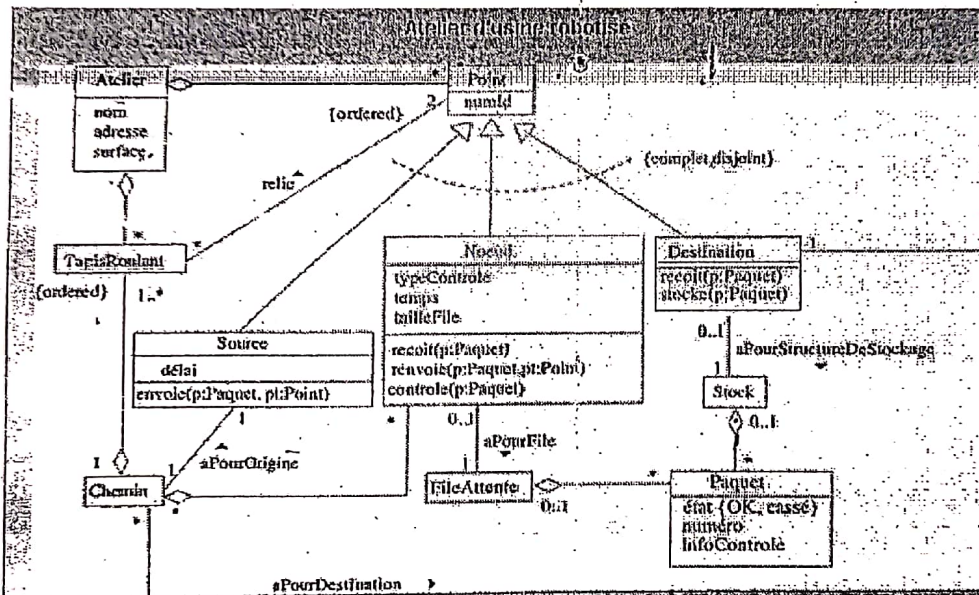 Atelier d'usine robotisé
Atelier
nom
adresse
surface
*
Point
numId
2
{ordered}
{complet,disjoint}
relie
*
*
TapisRoulant
{ordered}
1..*
Noeud
typeControle
temps
tailleFile
recoit(p:Paquet)
renvoie(p:Paquet,pt:Point)
controle(p:Paquet)
Destination
recoit(p:Paquet)
stocke(p:Paquet)
1
0..1
aPourStructureDeStockage
1
Stock
0..1
*
Source
délai
envoie(p:Paquet, pt:Point)
1
aPourOrigine
1
1
Chemin
*
*
*
0..1
aPourFile
1
FileAttente
0..1
*
Paquet
état {OK, cassé}
numéro
infoControle
aPourDestination